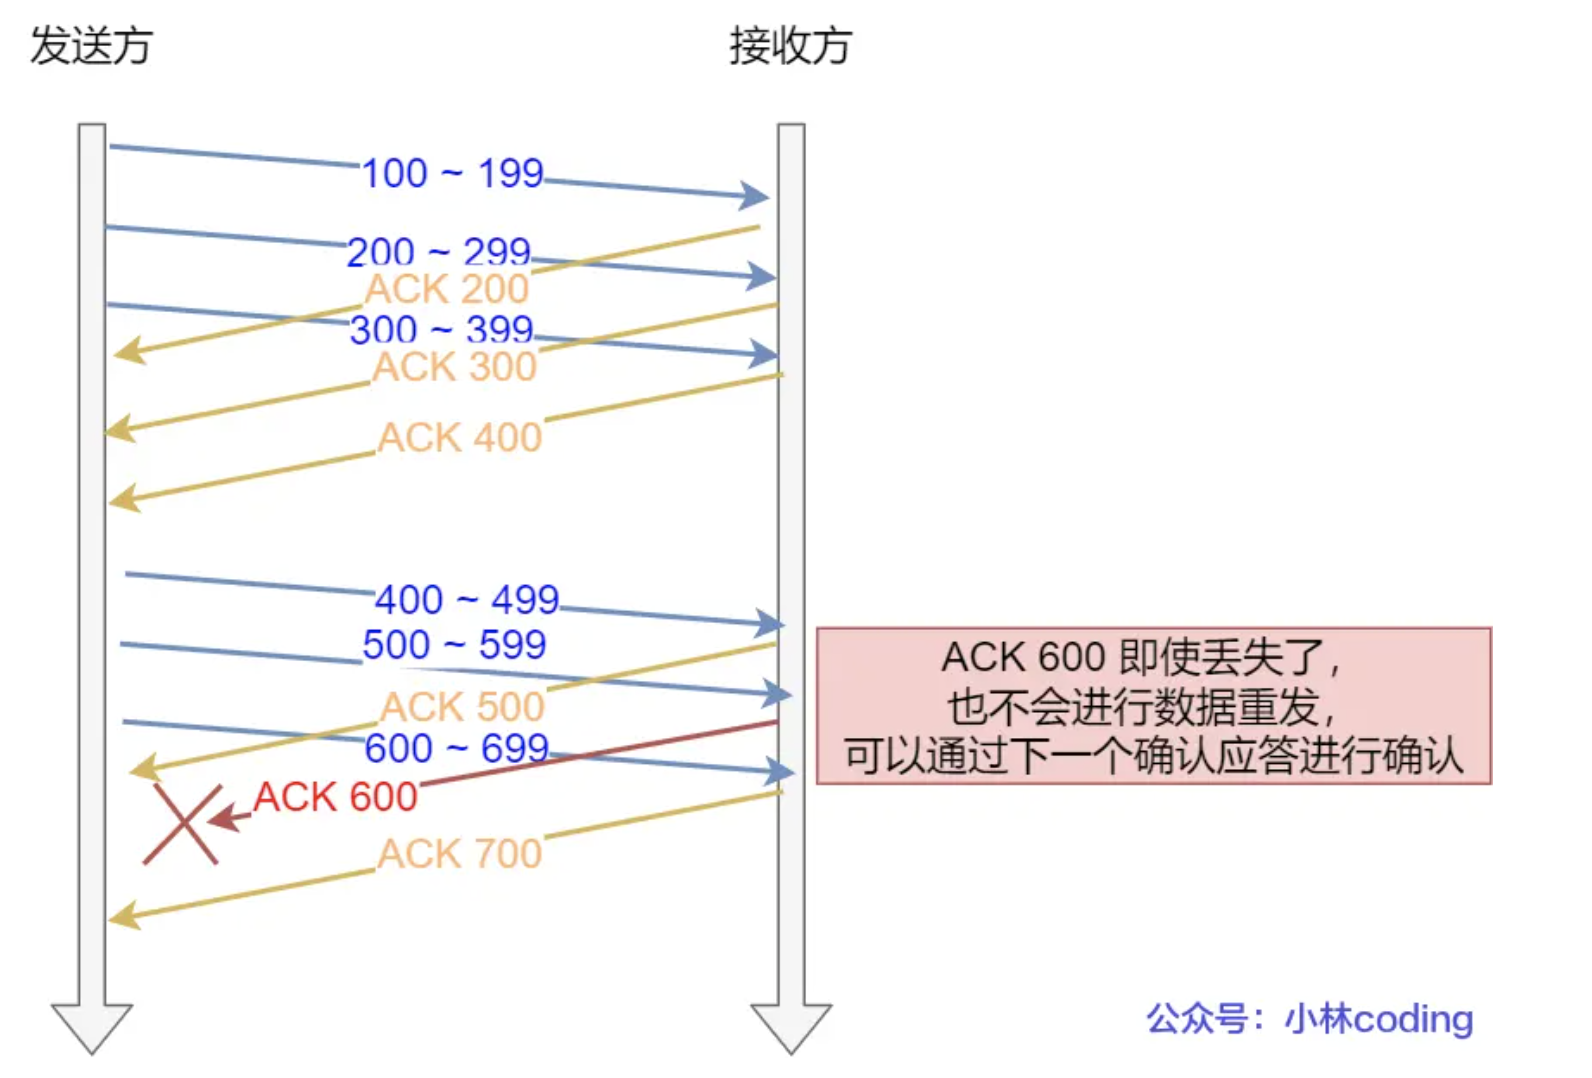 发送方
接收方
100 ~ 199
200 ~ 299
ACK 200
300 ~ 399
ACK 300
ACK 400
400 ~ 499
500 ~ 599
ACK 500
600 ~ 699
ACK 600
ACK 700
ACK 600 即使丢失了，
也不会进行数据重发，
可以通过下一个确认应答进行确认
公众号：小林coding